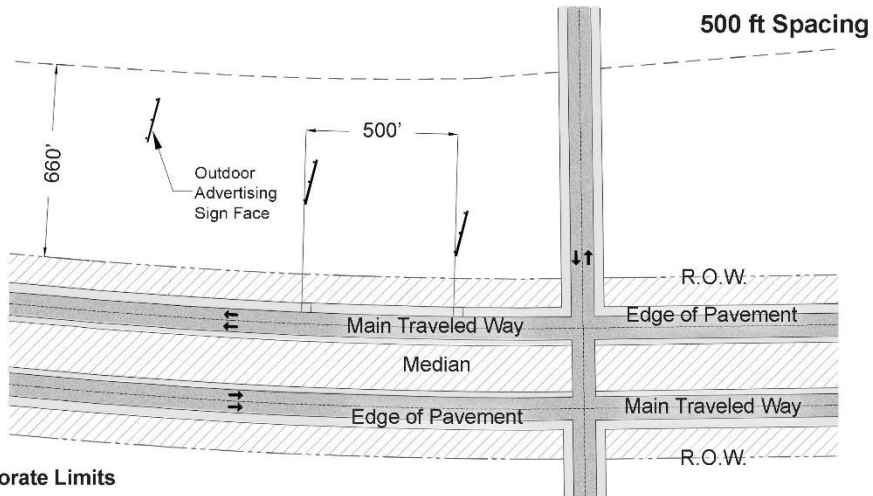 500 ft Spacing
500'
660'
Outdoor
Advertising
Sign Face
R.O.W.
Edge of Pavement
Main Traveled Way
Median
Main Traveled Way
Edge of Pavement
R.O.W.
orate Limits